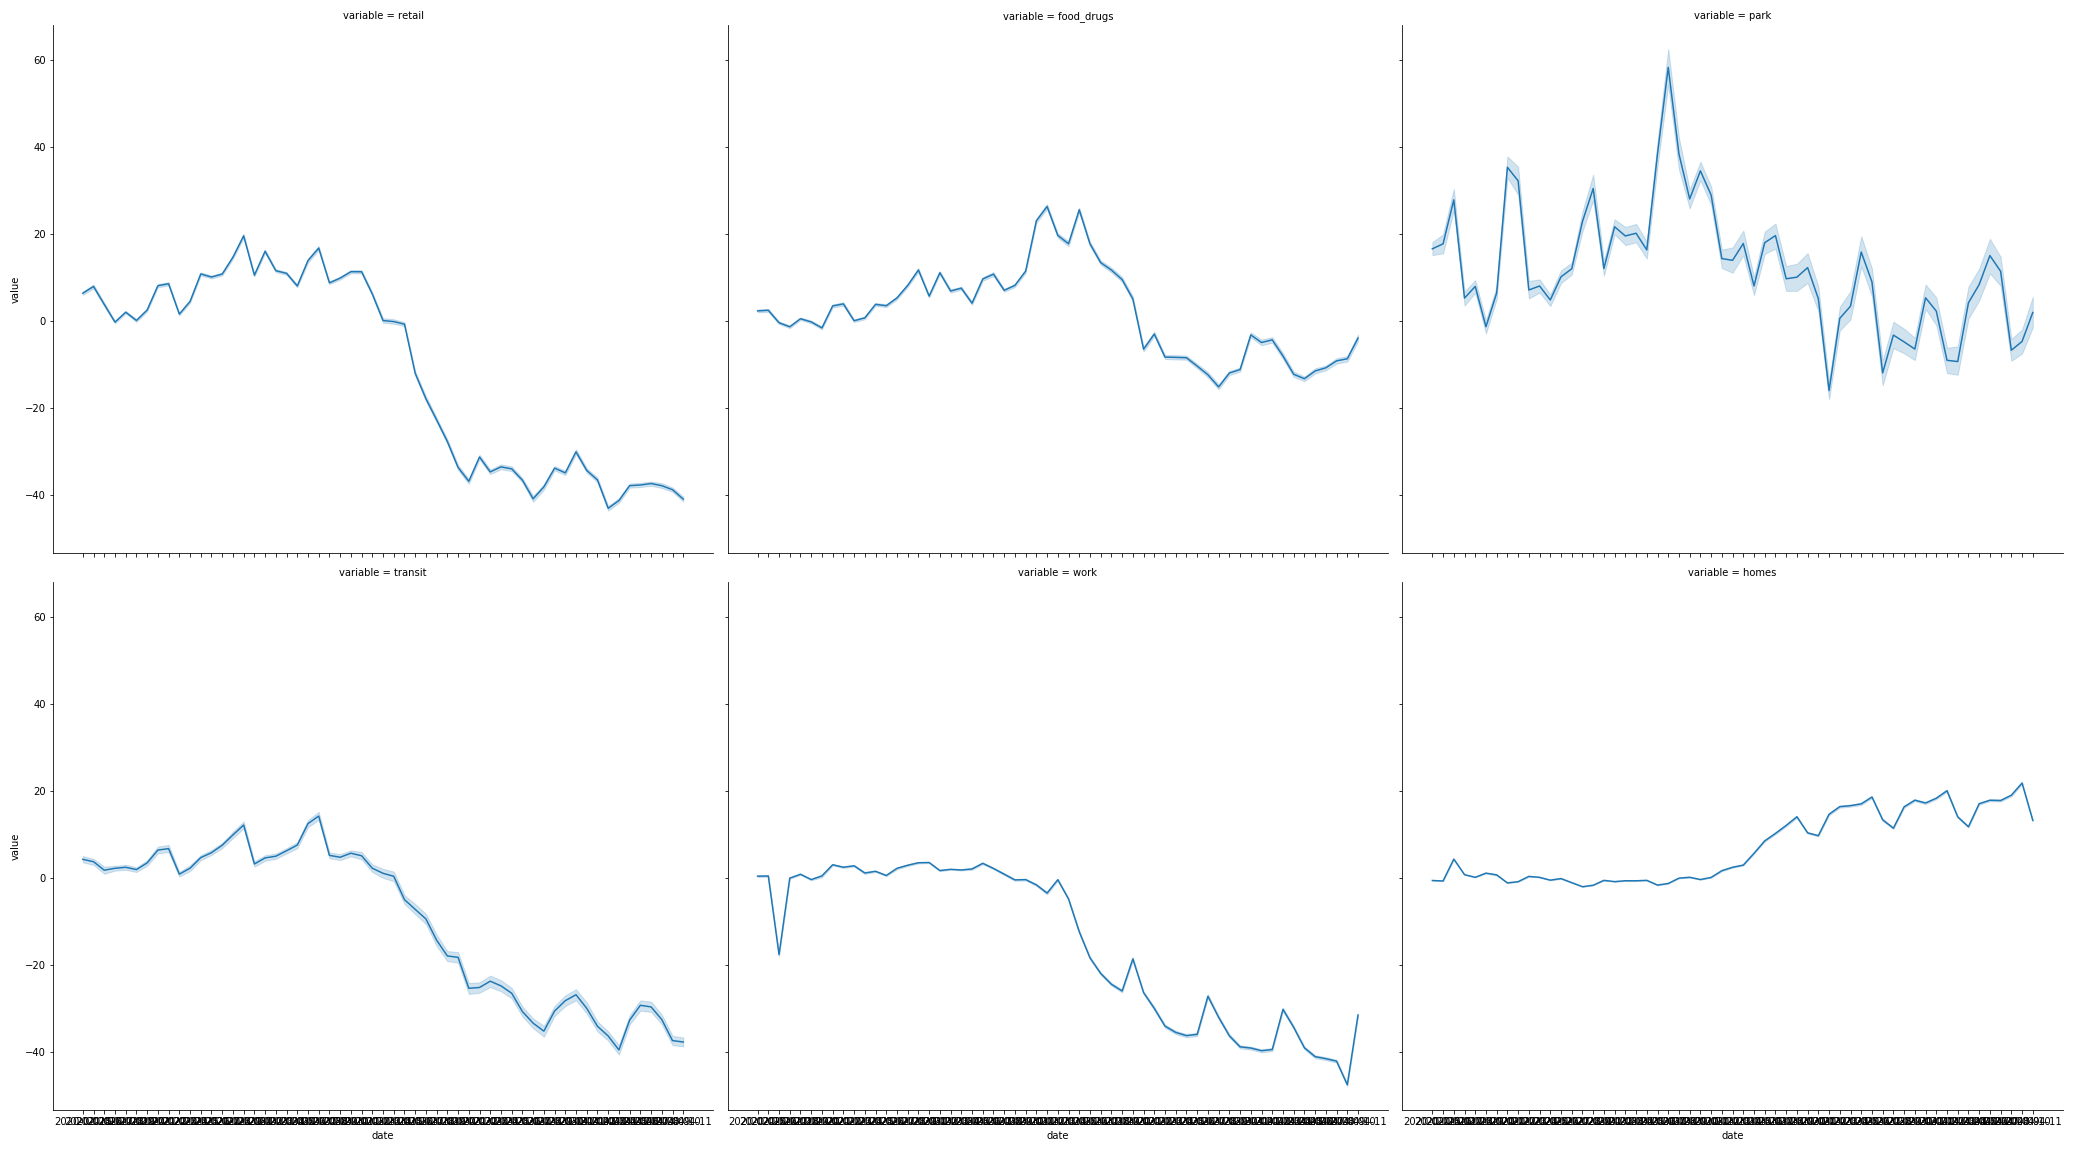 variable = retail
variable = food_drugs
variable = park
value
60
40
20
0
−20
−40
variable = transit
variable = work
variable = homes
value
60
40
20
0
−20
−40
date
date
date